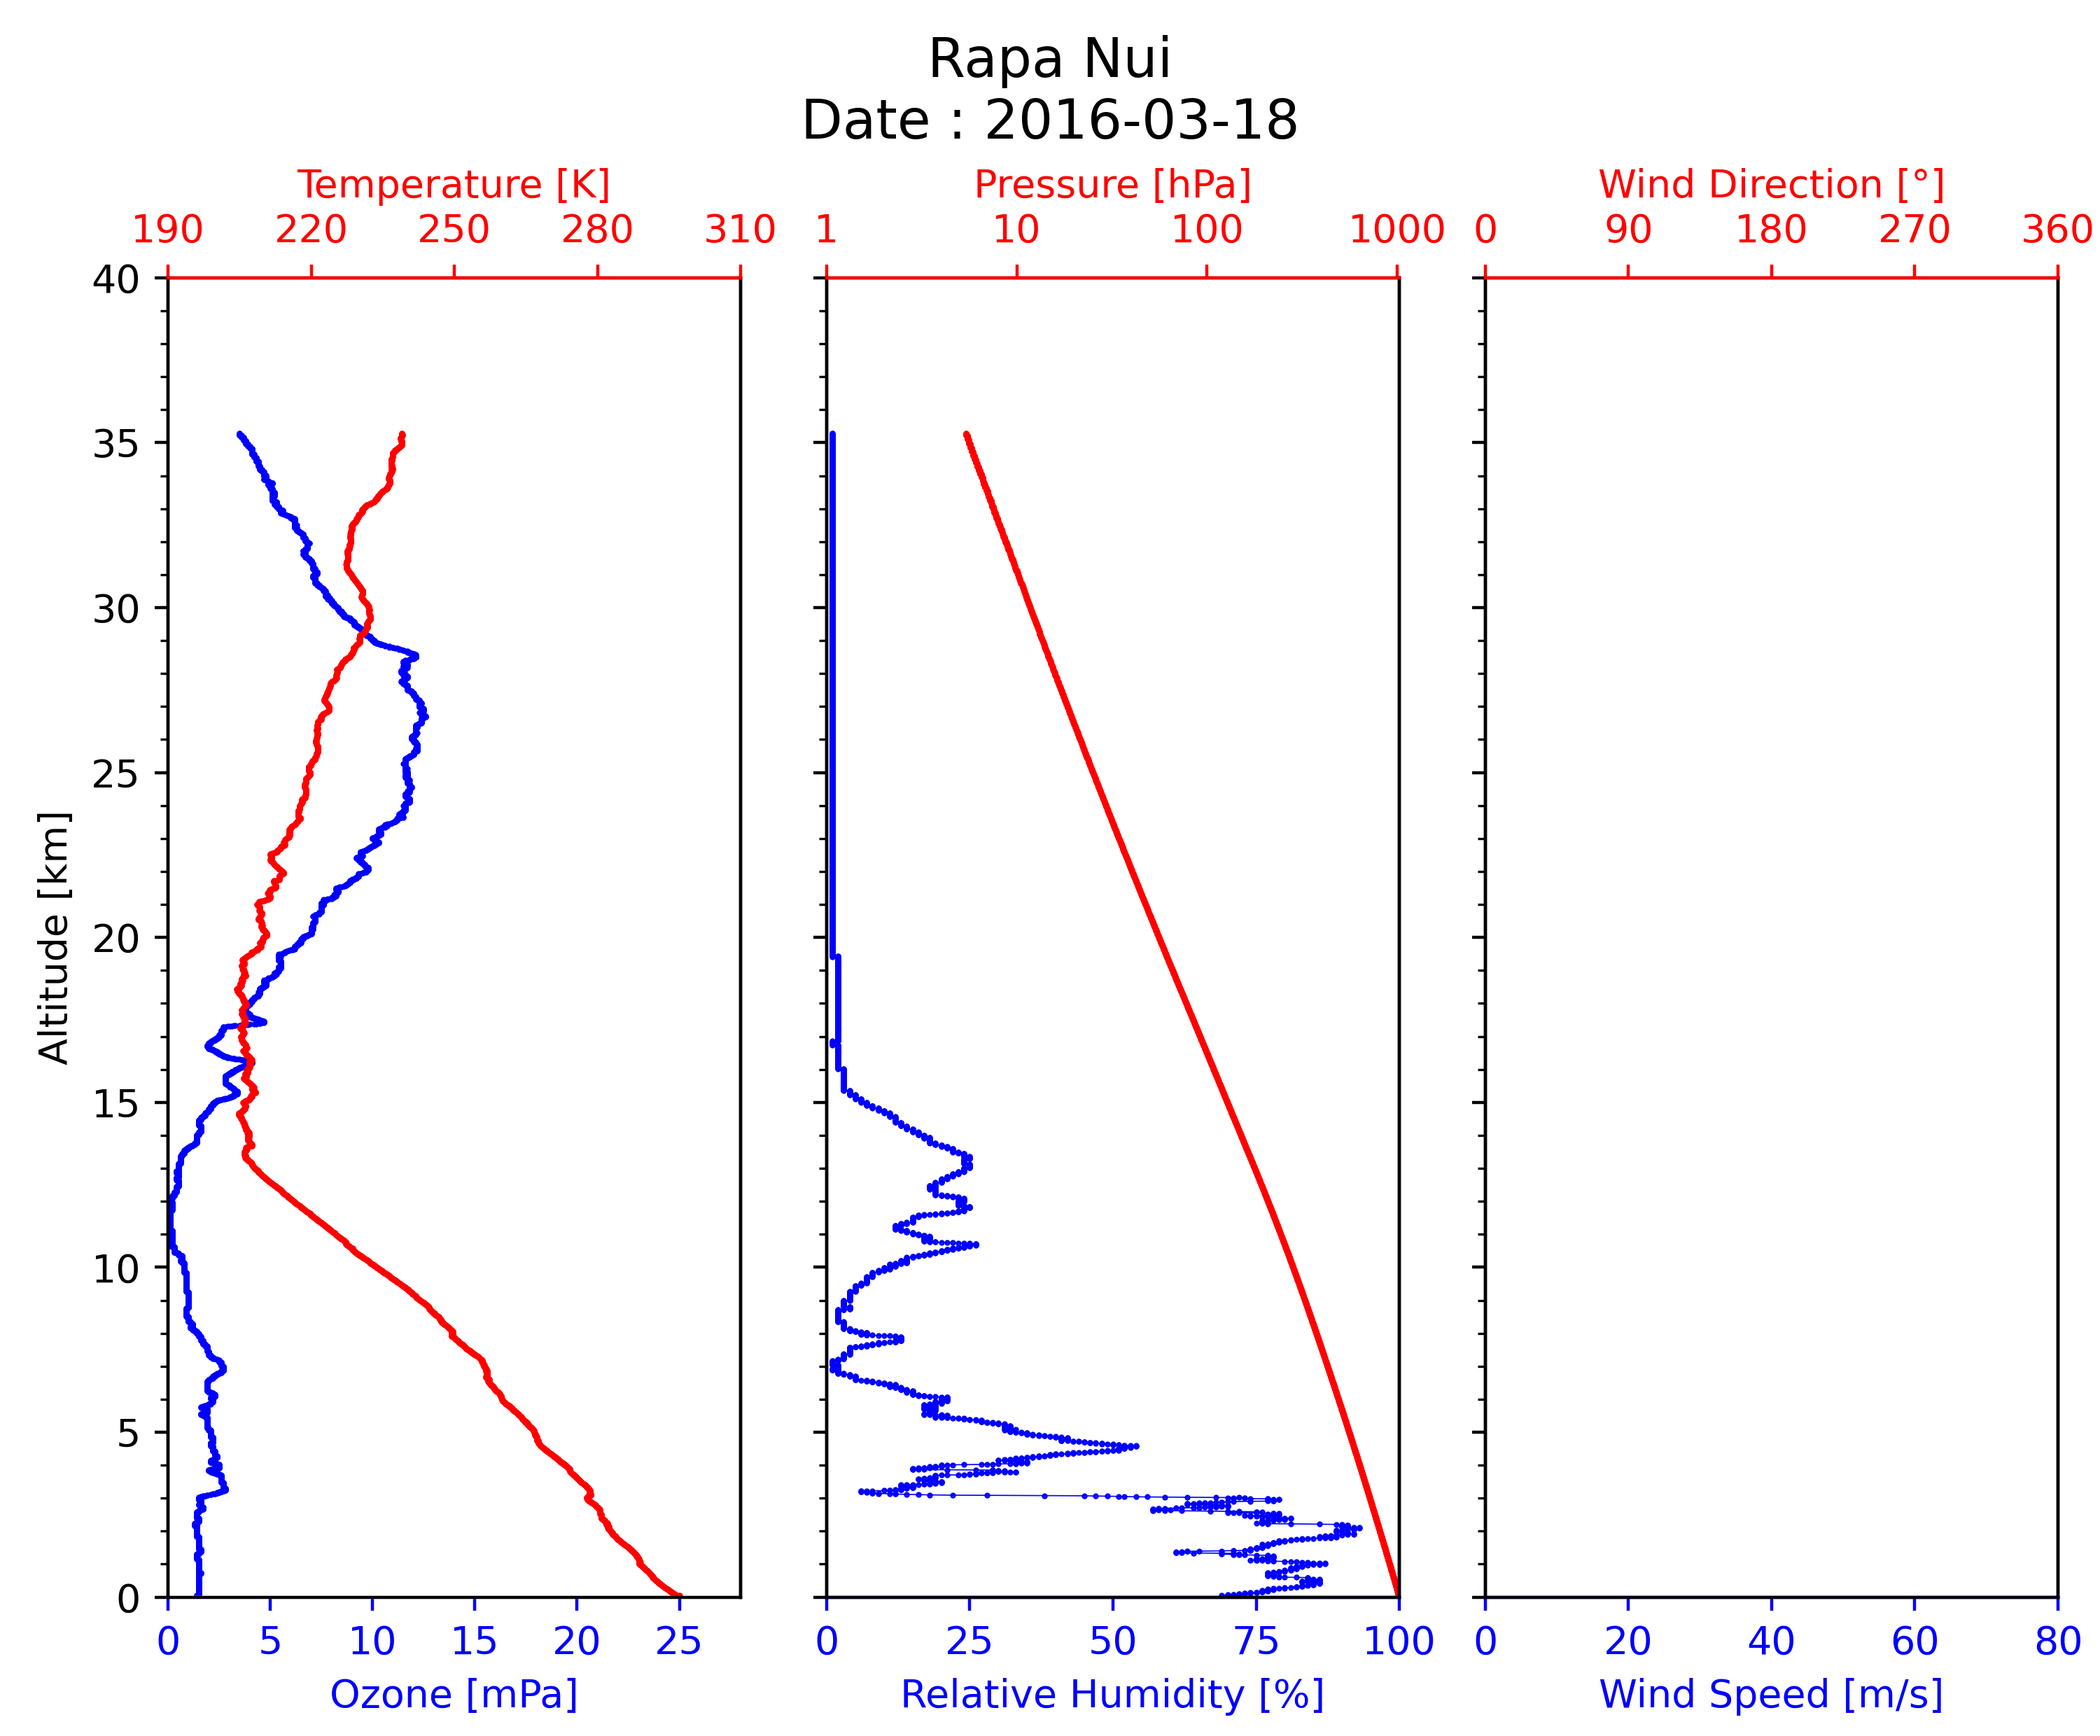 Rapa Nui
Date : 2016-03-18
Temperature [K]
Pressure [hPa]
Wind Direction [°]
190 220 250 280 310
1 10 100 1000
0 90 180 270 360
40
35
30
25
20
15
10
5
0
Altitude [km]
0 5 10 15 20 25
0 25 50 75 100
0 20 40 60 80
Ozone [mPa]
Relative Humidity [%]
Wind Speed [m/s]